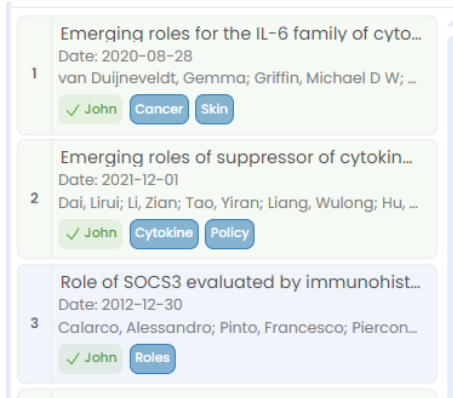 Emerging roles for the IL-6 family of cyto...
Date: 2020-08-28
1
van Duijneveldt, Gemma; Griffin, Michael D W; ...
✓ John Cancer Skin
Emerging roles of suppressor of cytokin...
Date: 2021-12-01
2
Dai, Lirui; Li, Zian; Tao, Yiran; Liang, Wulong; Hu, ...
✓ John Cytokine Policy
Role of SOCS3 evaluated by immunohist...
Date: 2012-12-30
3
Calarco, Alessandro; Pinto, Francesco; Piercon...
✓ John Roles